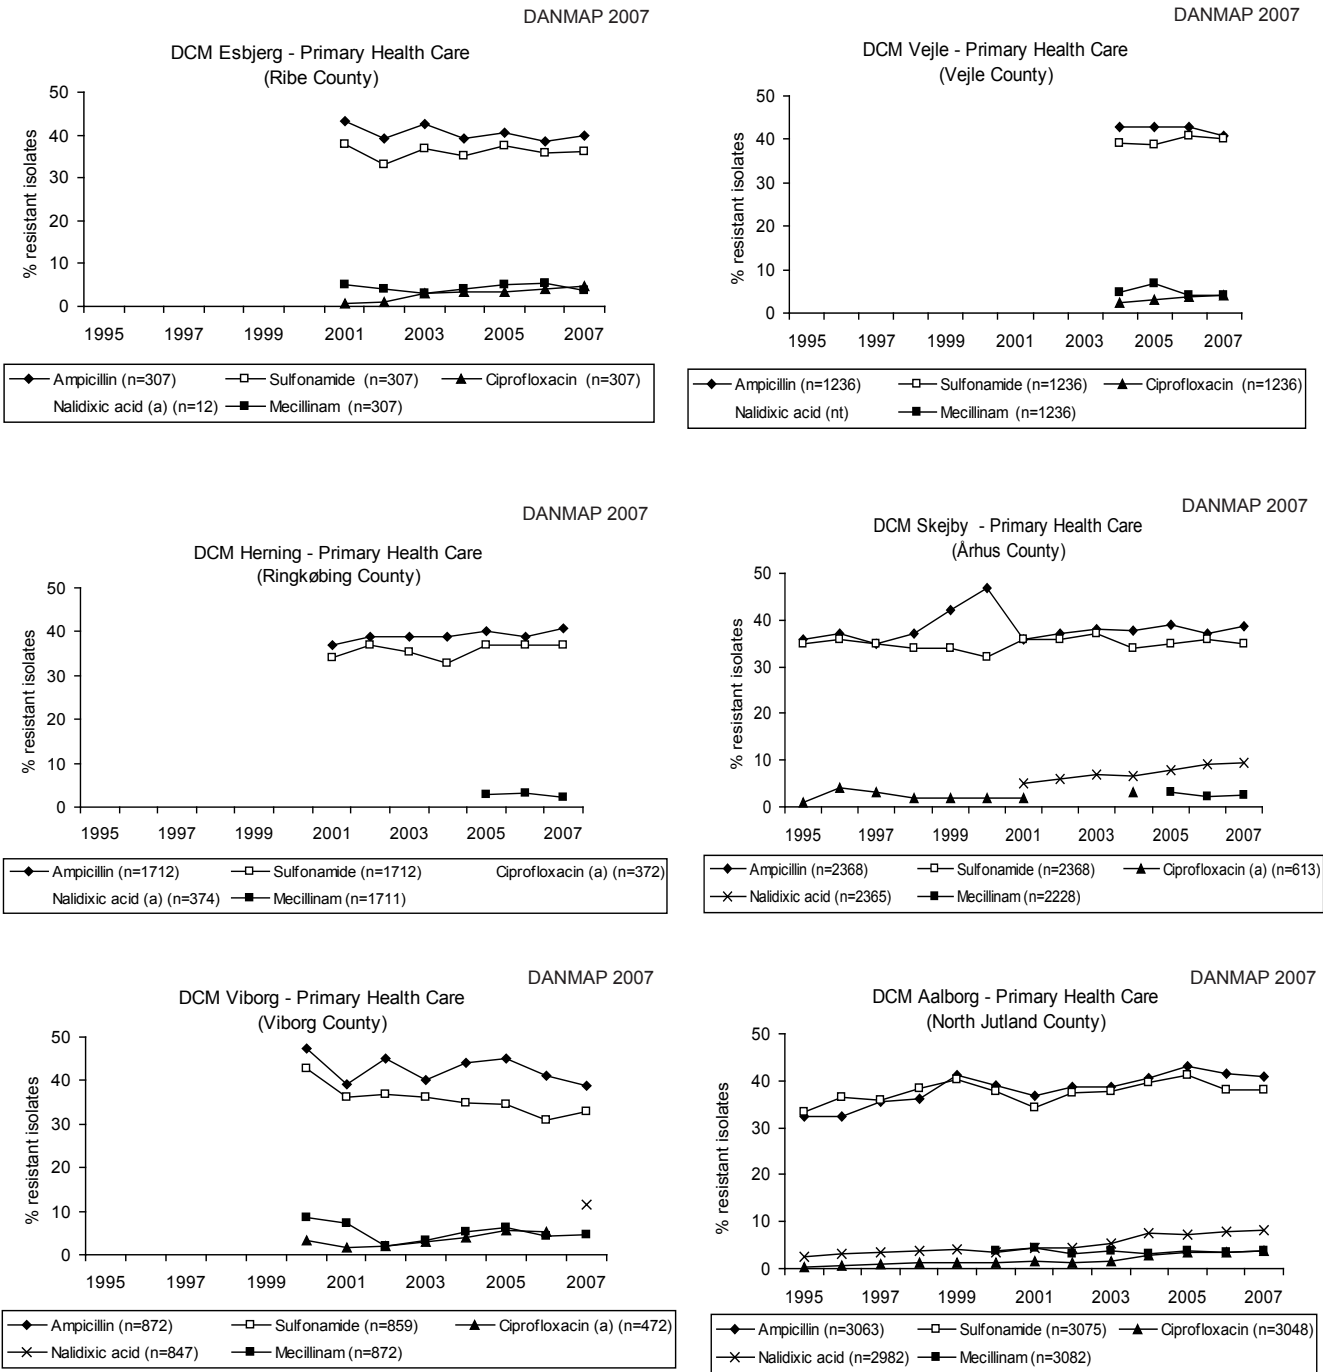 DANMAP 2007
DCM Esbjerg - Primary Health Care
(Ribe County)
% resistant isolates
50
40
30
20
10
0
1995 1997 1999 2001 2003 2005 2007
Ampicillin (n=307) Sulfonamide (n=307) Ciprofloxacin (n=307)
Nalidixic acid (a) (n=12) Mecillinam (n=307)
DANMAP 2007
DCM Vejle - Primary Health Care
(Vejle County)
% resistant isolates
50
40
30
20
10
0
1995 1997 1999 2001 2003 2005 2007
Ampicillin (n=1236) Sulfonamide (n=1236) Ciprofloxacin (n=1236)
Nalidixic acid (nt) Mecillinam (n=1236)
DANMAP 2007
DCM Herning - Primary Health Care
(Ringkøbing County)
% resistant isolates
50
40
30
20
10
0
1995 1997 1999 2001 2003 2005 2007
Ampicillin (n=1712) Sulfonamide (n=1712) Ciprofloxacin (a) (n=372)
Nalidixic acid (a) (n=374) Mecillinam (n=1711)
DANMAP 2007
DCM Skejby - Primary Health Care
(Århus County)
% resistant isolates
50
40
30
20
10
0
1995 1997 1999 2001 2003 2005 2007
Ampicillin (n=2368) Sulfonamide (n=2368) Ciprofloxacin (a) (n=613)
Nalidixic acid (n=2365) Mecillinam (n=2228)
DANMAP 2007
DCM Viborg - Primary Health Care
(Viborg County)
% resistant isolates
50
40
30
20
10
0
1995 1997 1999 2001 2003 2005 2007
Ampicillin (n=872) Sulfonamide (n=859) Ciprofloxacin (a) (n=472)
Nalidixic acid (n=847) Mecillinam (n=872)
DANMAP 2007
DCM Aalborg - Primary Health Care
(North Jutland County)
% resistant isolates
50
40
30
20
10
0
1995 1997 1999 2001 2003 2005 2007
Ampicillin (n=3063) Sulfonamide (n=3075) Ciprofloxacin (n=3048)
Nalidixic acid (n=2982) Mecillinam (n=3082)